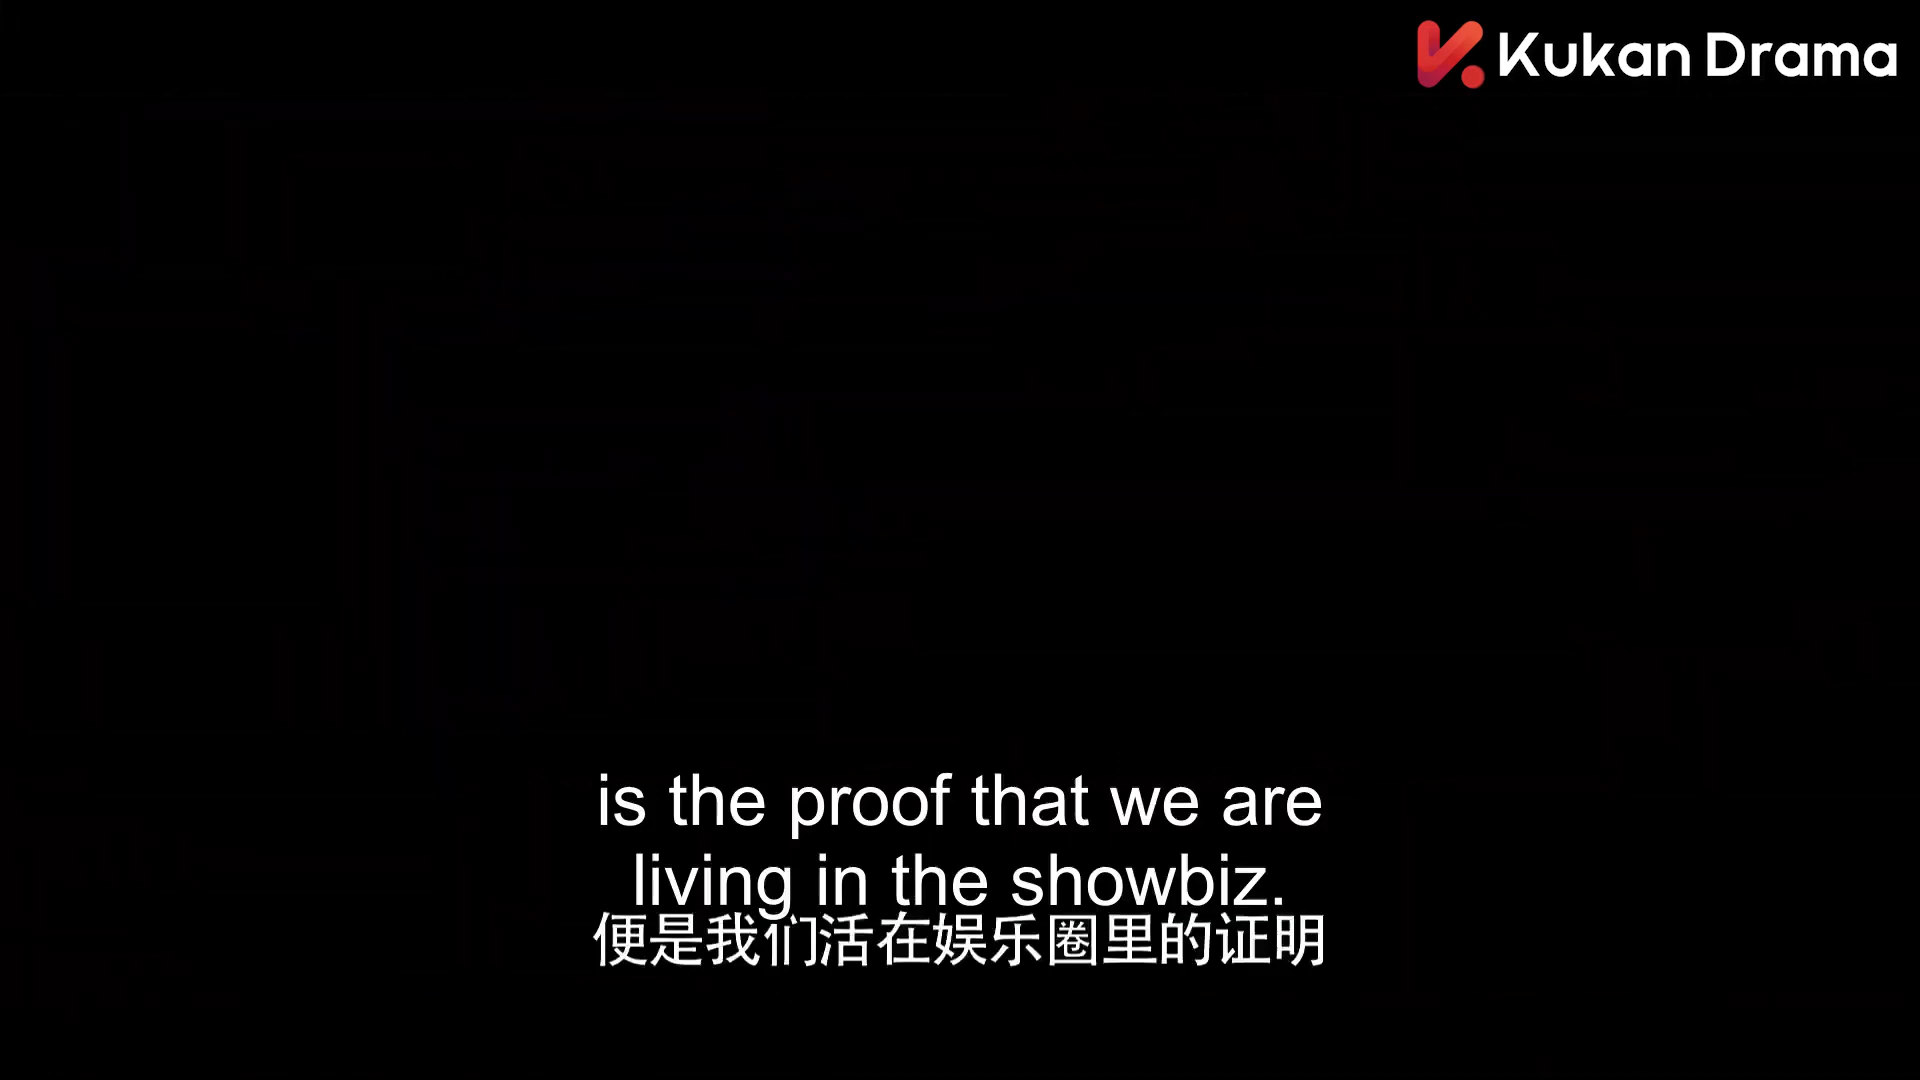 Kukan Drama
is the proof that we are
living in the showbiz.
便是我们活在娱乐圈里的证明